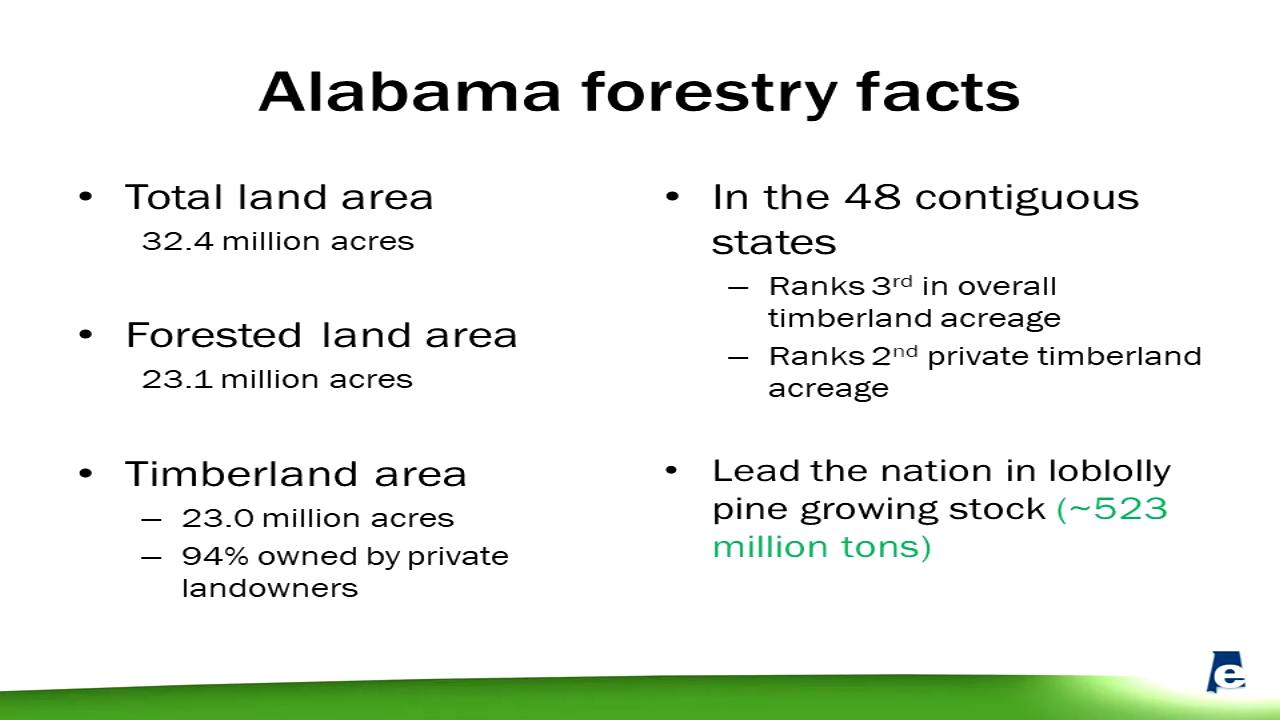 Alabama forestry facts
• Total land area
32.4 million acres
• Forested land area
23.1 million acres
• Timberland area
– 23.0 million acres
– 94% owned by private
landowners
• In the 48 contiguous
states
– Ranks 3rd in overall
timberland acreage
– Ranks 2nd private timberland
acreage
• Lead the nation in loblolly
pine growing stock (~523
million tons)
e